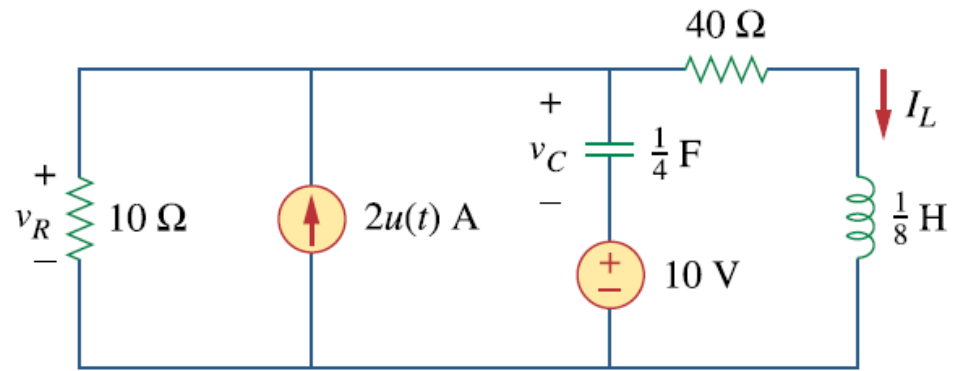 40 Ω
+
I_L
v_C
1/4 F
+
−
v_R
10 Ω
2u(t) A
1/8 H
−
+
−
10 V